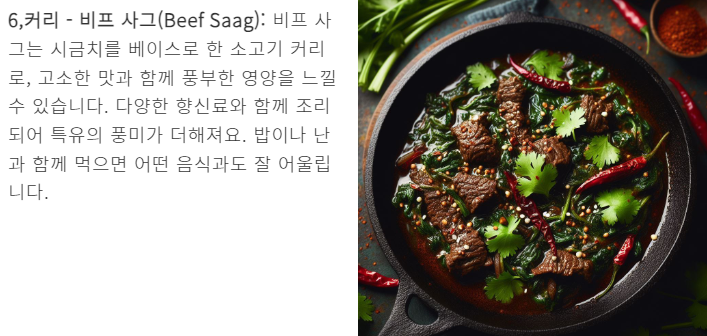 6,커리 - 비프 사그(Beef Saag): 비프 사
그는 시금치를 베이스로 한 소고기 커리
로, 고소한 맛과 함께 풍부한 영양을 느낄
수 있습니다. 다양한 향신료와 함께 조리
되어 특유의 풍미가 더해져요. 밥이나 난
과 함께 먹으면 어떤 음식과도 잘 어울립
니다.